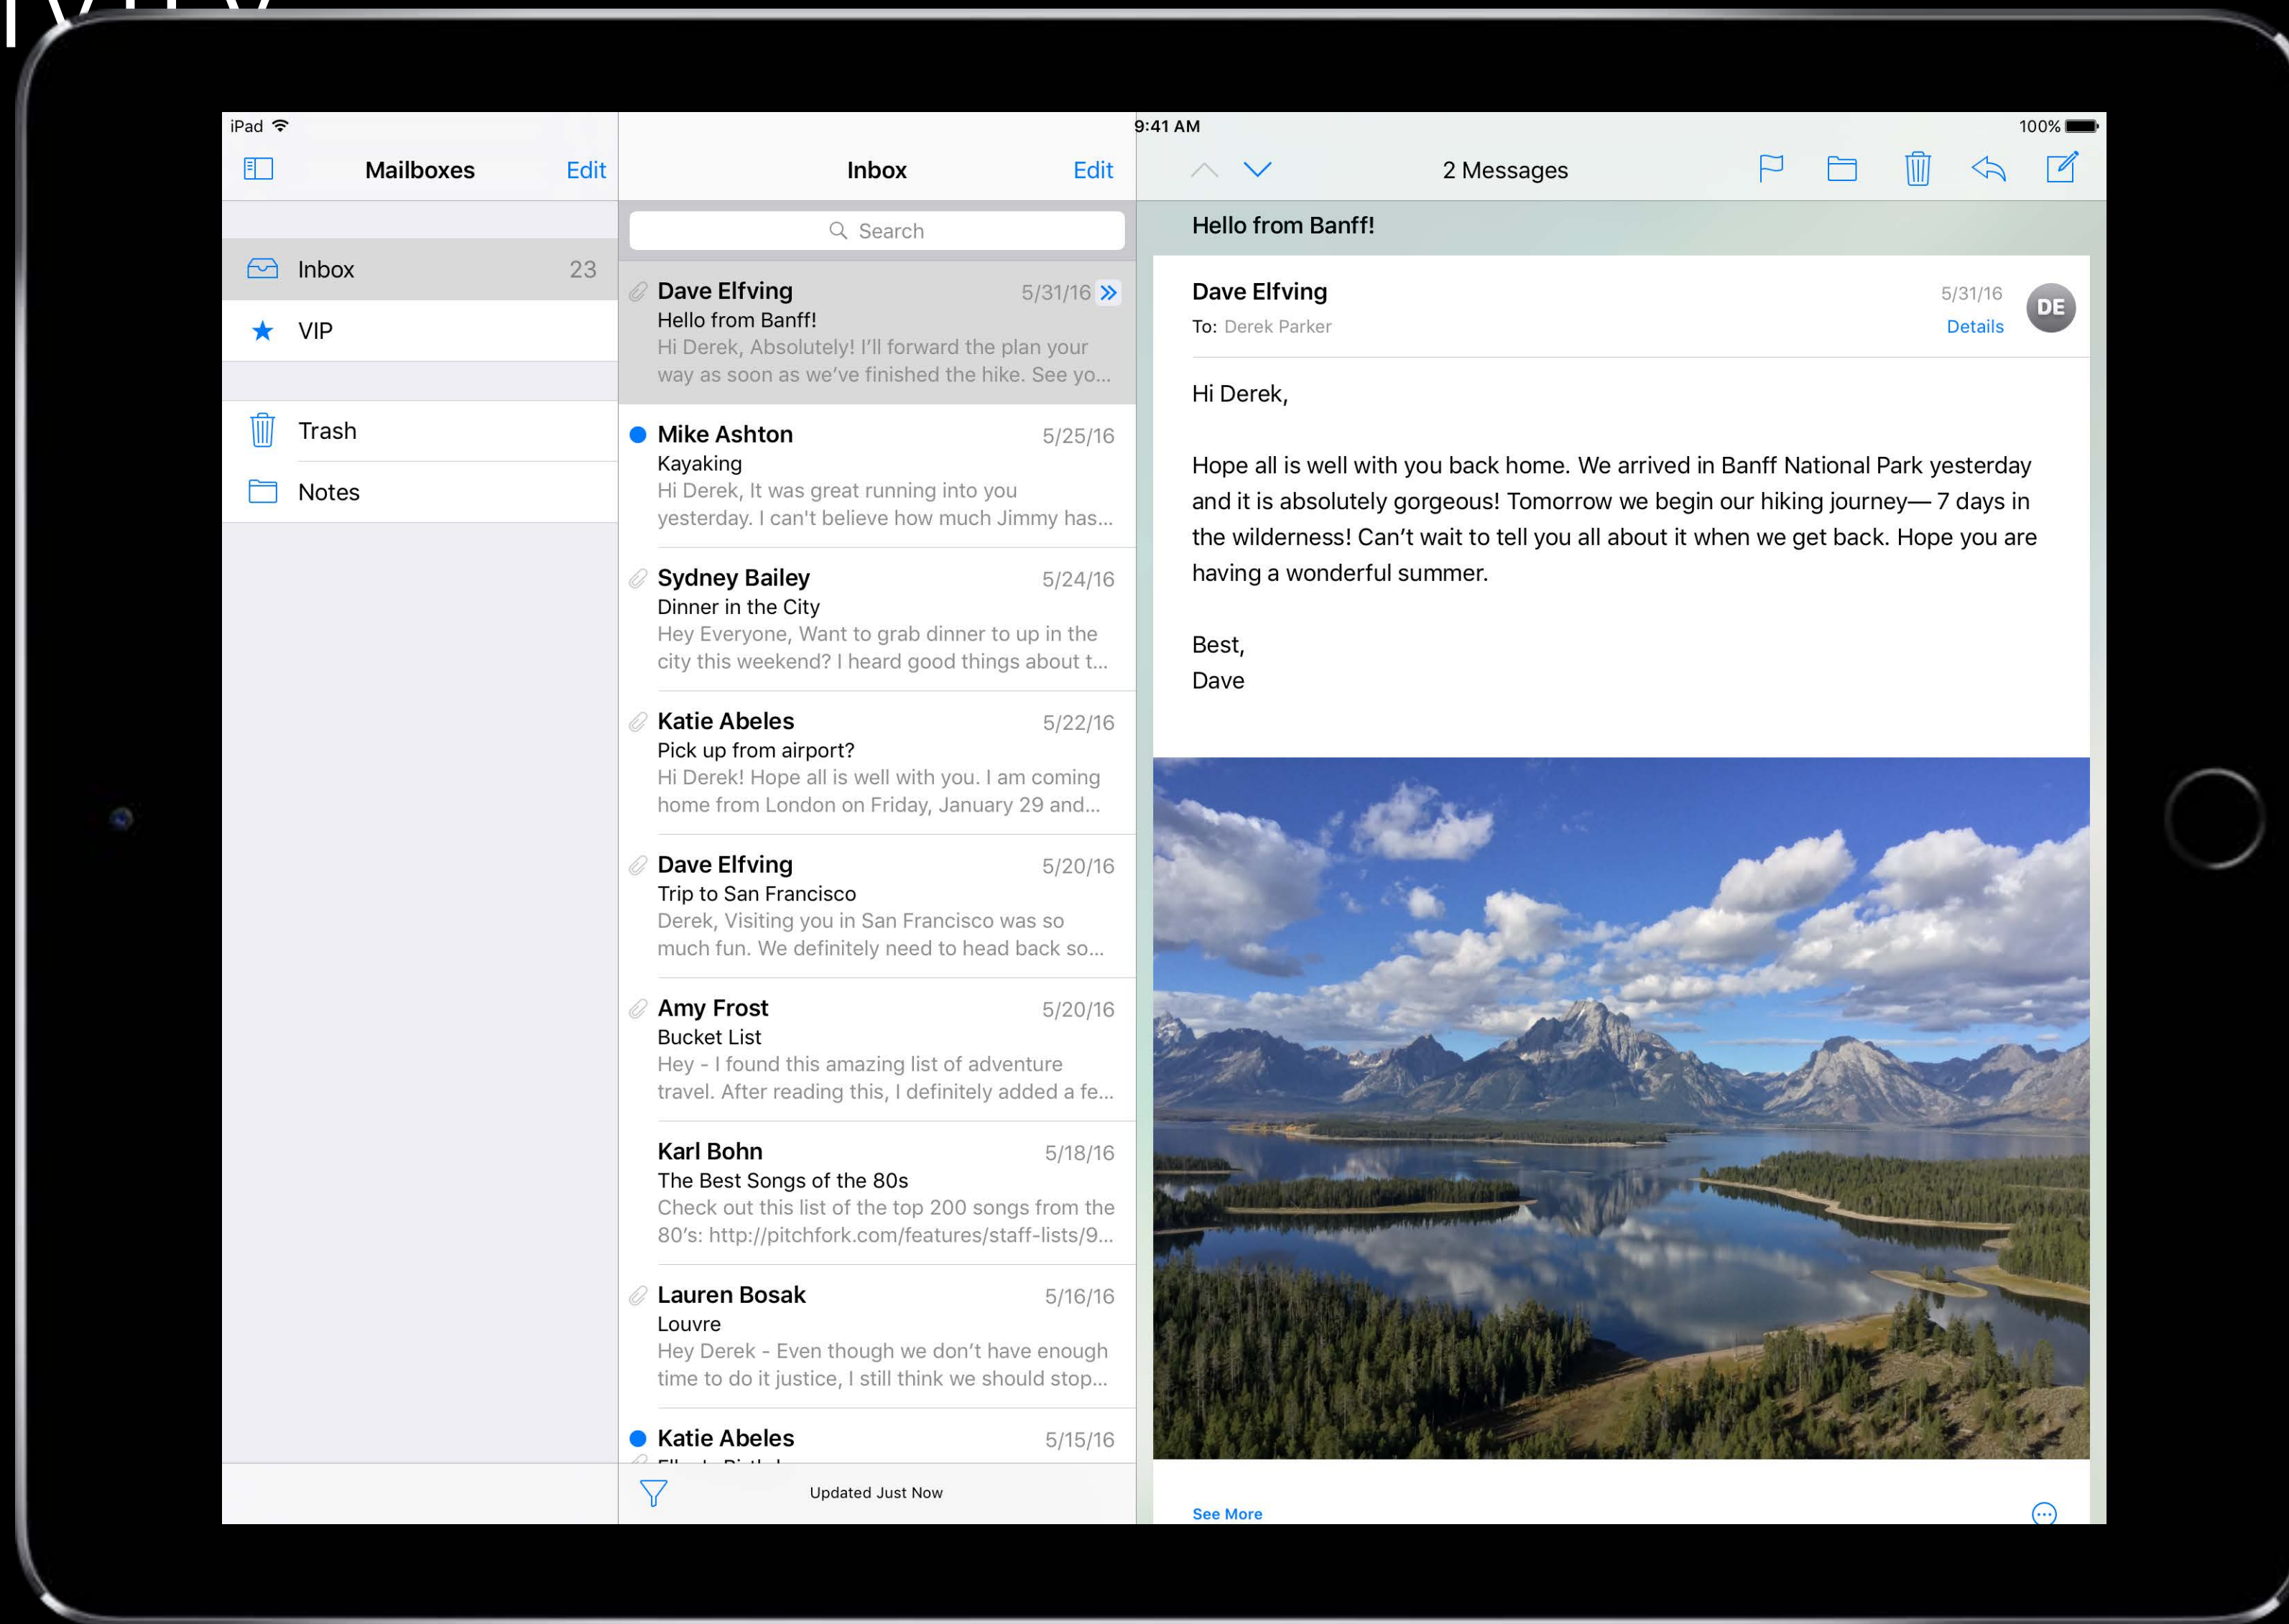 iPad
9:41 AM
100%
Mailboxes
Edit
Inbox
23
VIP
Trash
Notes
Inbox
Edit
Search
Dave Elfving
5/31/16
Hello from Banff!
Hi Derek, Absolutely! I’ll forward the plan your
way as soon as we’ve finished the hike. See yo...
Mike Ashton
5/25/16
Kayaking
Hi Derek, It was great running into you
yesterday. I can't believe how much Jimmy has...
Sydney Bailey
5/24/16
Dinner in the City
Hey Everyone, Want to grab dinner to up in the
city this weekend? I heard good things about t...
Katie Abeles
5/22/16
Pick up from airport?
Hi Derek! Hope all is well with you. I am coming
home from London on Friday, January 29 and...
Dave Elfving
5/20/16
Trip to San Francisco
Derek, Visiting you in San Francisco was so
much fun. We definitely need to head back so...
Amy Frost
5/20/16
Bucket List
Hey - I found this amazing list of adventure
travel. After reading this, I definitely added a fe...
Karl Bohn
5/18/16
The Best Songs of the 80s
Check out this list of the top 200 songs from the
80’s: http://pitchfork.com/features/staff-lists/9...
Lauren Bosak
5/16/16
Louvre
Hey Derek - Even though we don’t have enough
time to do it justice, I still think we should stop...
Katie Abeles
5/15/16
Updated Just Now
2 Messages
Hello from Banff!
Dave Elfving
5/31/16
DE
To: Derek Parker
Details
Hi Derek,
Hope all is well with you back home. We arrived in Banff National Park yesterday
and it is absolutely gorgeous! Tomorrow we begin our hiking journey— 7 days in
the wilderness! Can’t wait to tell you all about it when we get back. Hope you are
having a wonderful summer.
Best,
Dave
See More